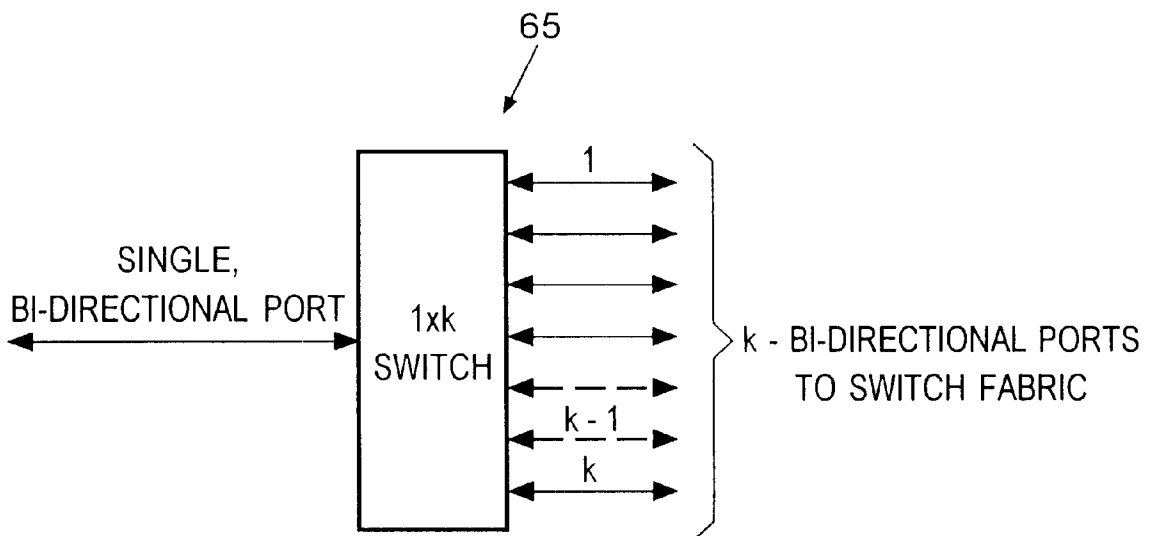 65
1
SINGLE,
BI-DIRECTIONAL PORT
1xk
SWITCH
k - BI-DIRECTIONAL PORTS
TO SWITCH FABRIC
k - 1
k